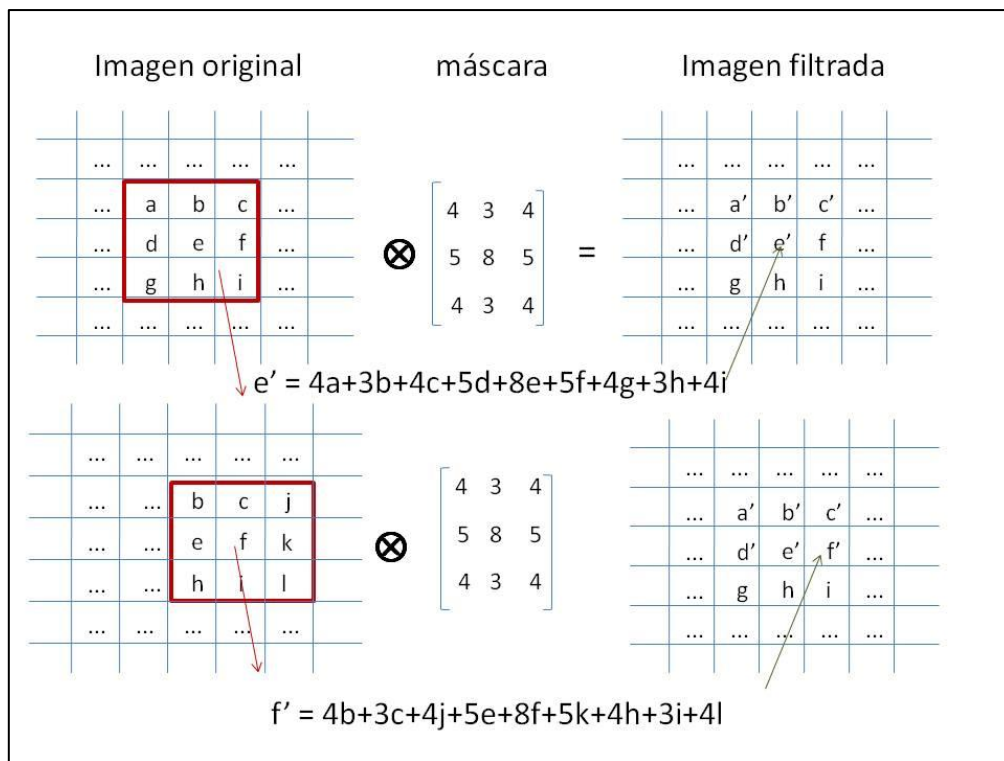 Imagen original máscara Imagen filtrada
... ... ... ... ... ... ... ... ... ...
... a b c ... 4 3 4 ... a' b' c' ...
... d e f ... ⊗ 5 8 5 = ... d' e' f ...
... g h i ... 4 3 4 ... g h i ...
... ... ... ... ... ... ... ... ... ...
e' = 4a+3b+4c+5d+8e+5f+4g+3h+4i
... ... ... ... ... ... ... ... ... ...
... ... b c j 4 3 4 ... a' b' c' ...
... ... e f k ⊗ 5 8 5 ... d' e' f' ...
... ... h i l 4 3 4 ... g h i ...
... ... ... ... ... ... ... ... ... ...
f' = 4b+3c+4j+5e+8f+5k+4h+3i+4l